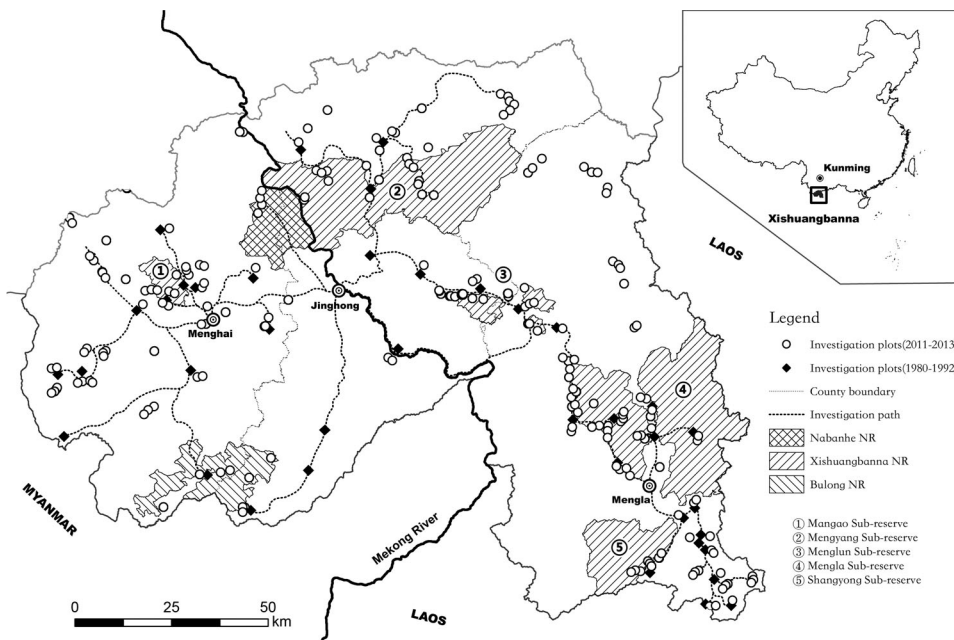 Kunming
Xishuangbanna
LAOS
①
②
③
Jinghong
Menghai
④
Mengla
⑤
MYANMAR
Mekong River
LAOS
0 25 50
km
Legend
Investigation plots(2011-2013
Investigation plots(1980-1992
County boundary
Investigation path
Nabanhe NR
Xishuangbanna NR
Bulong NR
① Mangao Sub-reserve
② Mengyang Sub-reserve
③ Menglun Sub-reserve
④ Mengla Sub-reserve
⑤ Shangyong Sub-reserve